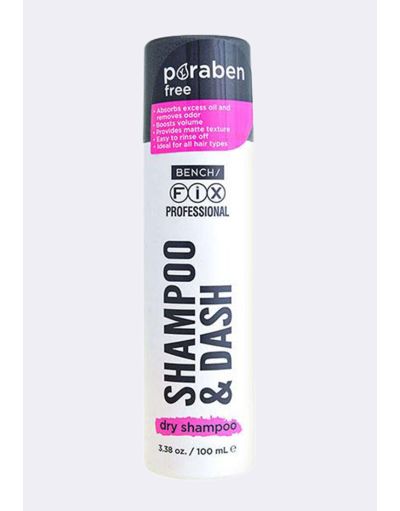 paraben
free
• Absorbs excess oil and
removes odor
• Boosts volume
• Provides matte texture
• Easy to rinse off
• Ideal for all hair types
BENCH/
FiX
PROFESSIONAL
SHAMPOO
& DASH
dry shampoo
3.38 oz. / 100 mL ℮